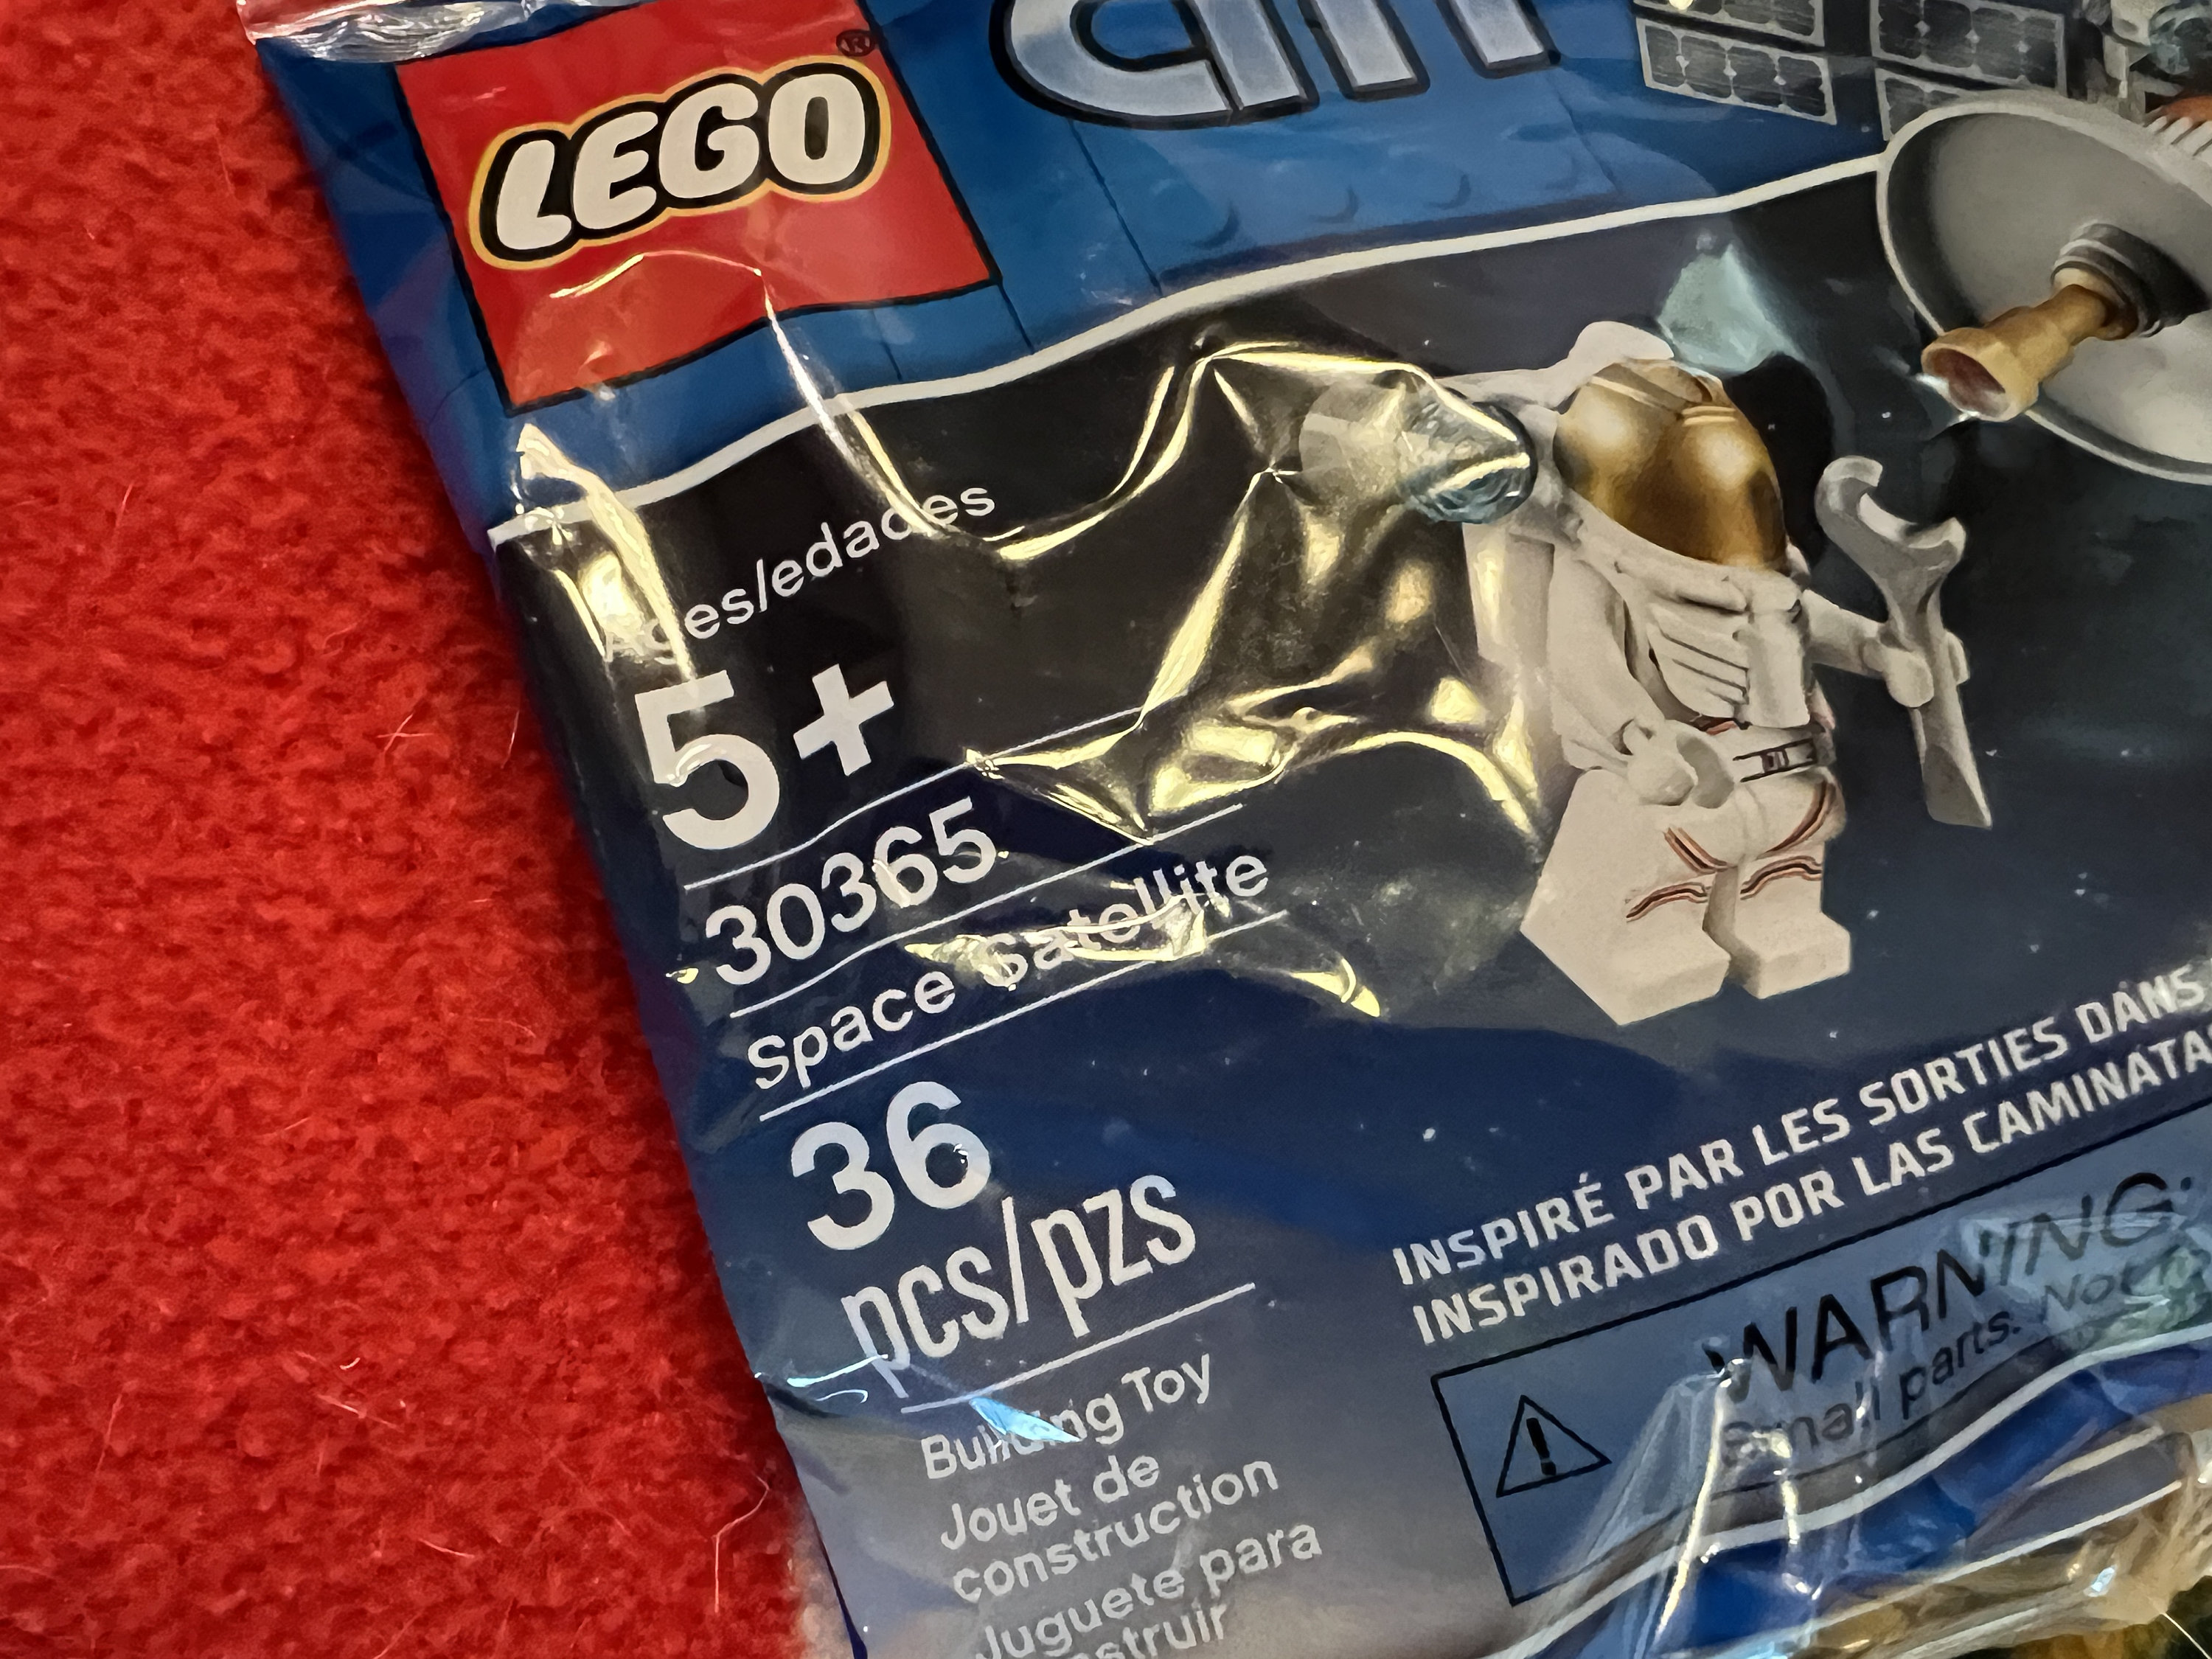 LEGO®
Ages/edades
5+
30365
Space Satellite
36
pcs/pzs
Building Toy
Jouet de
construction
Juguete para
INSPIRÉ PAR LES SORTIES DANS
INSPIRADO POR LAS
WARNING:
Small parts. Not